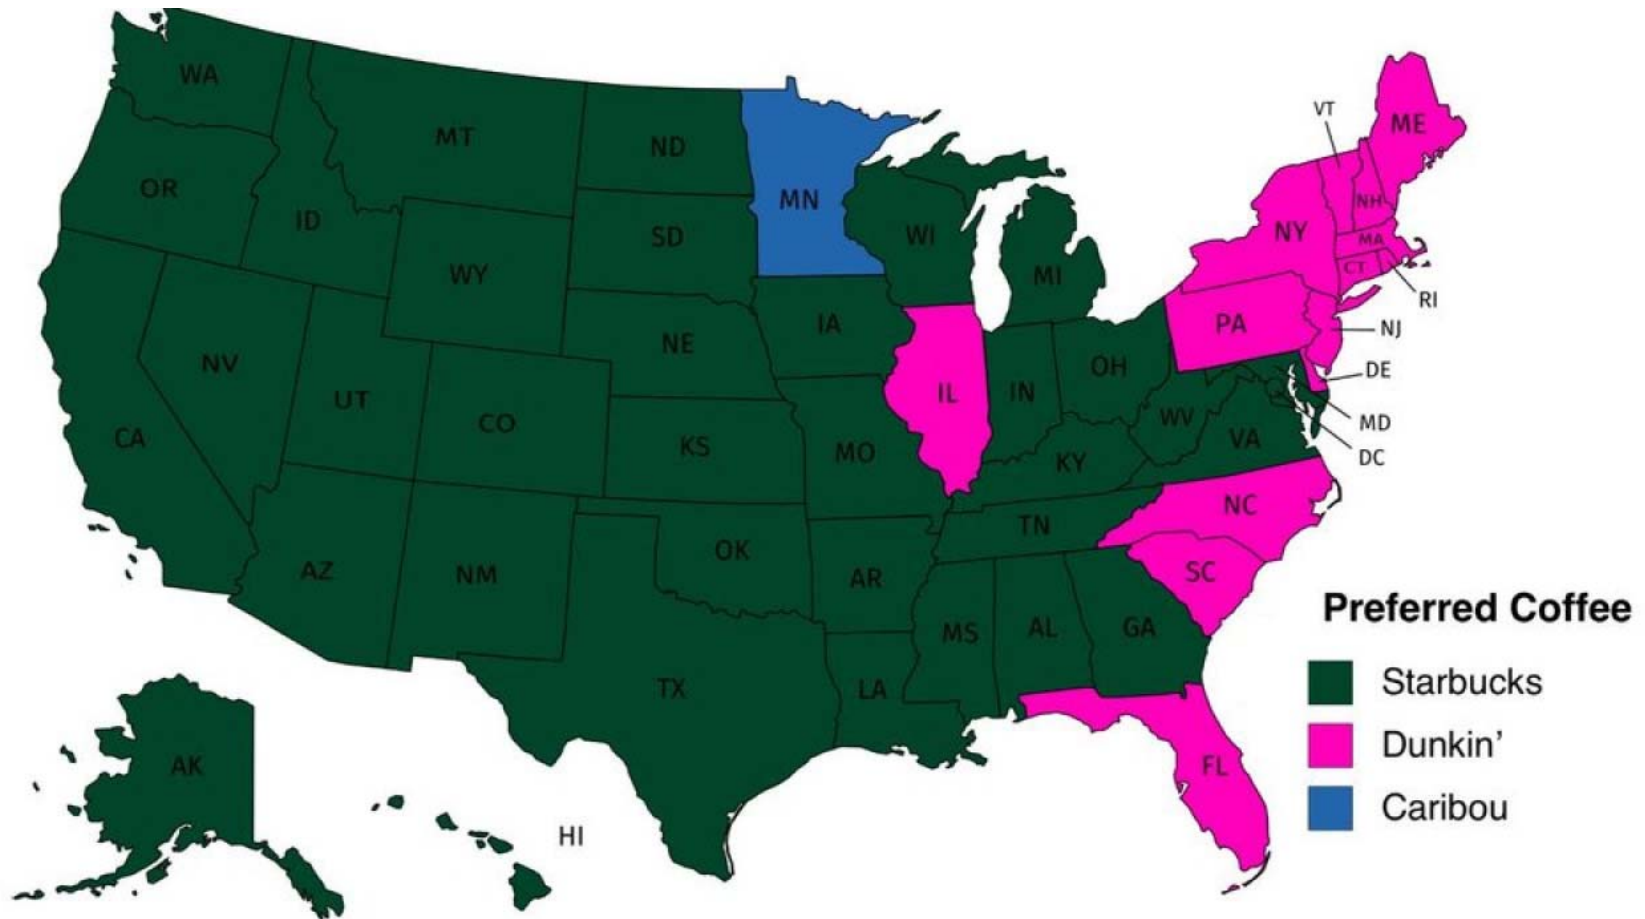 WA
MT
ND
MN
VT
ME
OR
ID
SD
WI
NH
NY
MA
WY
MI
CT
RI
IA
PA
NJ
NE
NV
OH
DE
UT
IL
IN
CO
WV
MD
CA
KS
MO
VA
DC
KY
NC
TN
OK
AZ
NM
AR
SC
MS
AL
GA
TX
LA
AK
FL
HI
Preferred Coffee
Starbucks
Dunkin’
Caribou